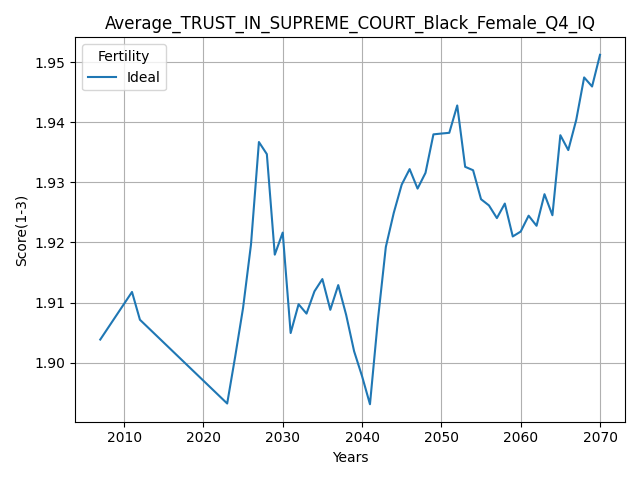 Average_TRUST_IN_SUPREME_COURT_Black_Female_Q4_IQ
Fertility
Ideal
1.95
1.94
1.93
1.92
1.91
1.90
Score(1-3)
2010 2020 2030 2040 2050 2060 2070
Years